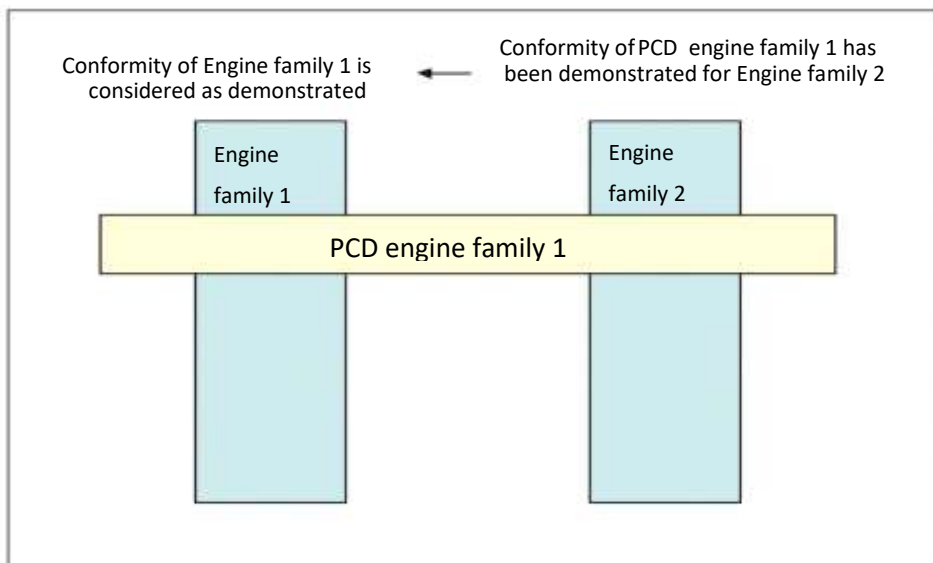 Conformity of Engine family 1 is
considered as demonstrated
Conformity of PCD engine family 1 has
been demonstrated for Engine family 2
Engine
family 1
Engine
family 2
PCD engine family 1